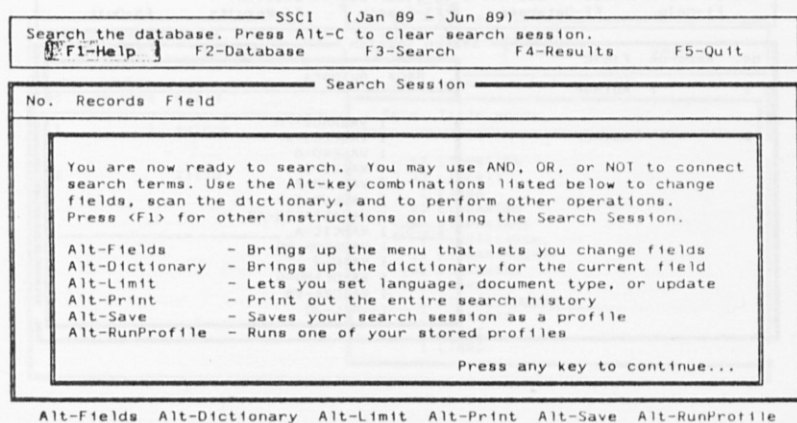 SSCI (Jan 89 - Jun 89)
Search the database. Press Alt-C to clear search session.
F1-Help F2-Database F3-Search F4-Results F5-Quit
Search Session
No. Records Field
You are now ready to search. You may use AND, OR, or NOT to connect
search terms. Use the Alt-key combinations listed below to change
fields, scan the dictionary, and to perform other operations.
Press <F1> for other instructions on using the Search Session.
Alt-Fields - Brings up the menu that lets you change fields
Alt-Dictionary - Brings up the dictionary for the current field
Alt-Limit - Lets you set language, document type, or update
Alt-Print - Print out the entire search history
Alt-Save - Saves your search session as a profile
Alt-RunProfile - Runs one of your stored profiles
Press any key to continue...
Alt-Fields Alt-Dictionary Alt-Limit Alt-Print Alt-Save Alt-RunProfile